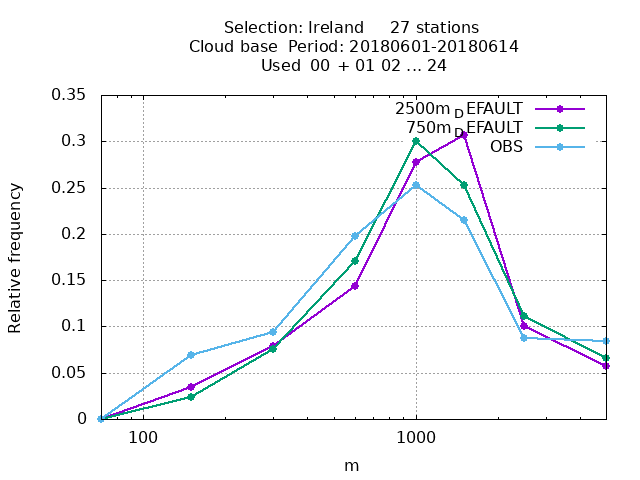 Selection: Ireland     27 stations
Cloud base  Period: 20180601-20180614
Used  00 + 01 02 ... 24
0.35
0.3
0.25
0.2
0.15
0.1
0.05
0
Relative frequency
2500m_DEFAULT
750m_DEFAULT
OBS
100
1000
m